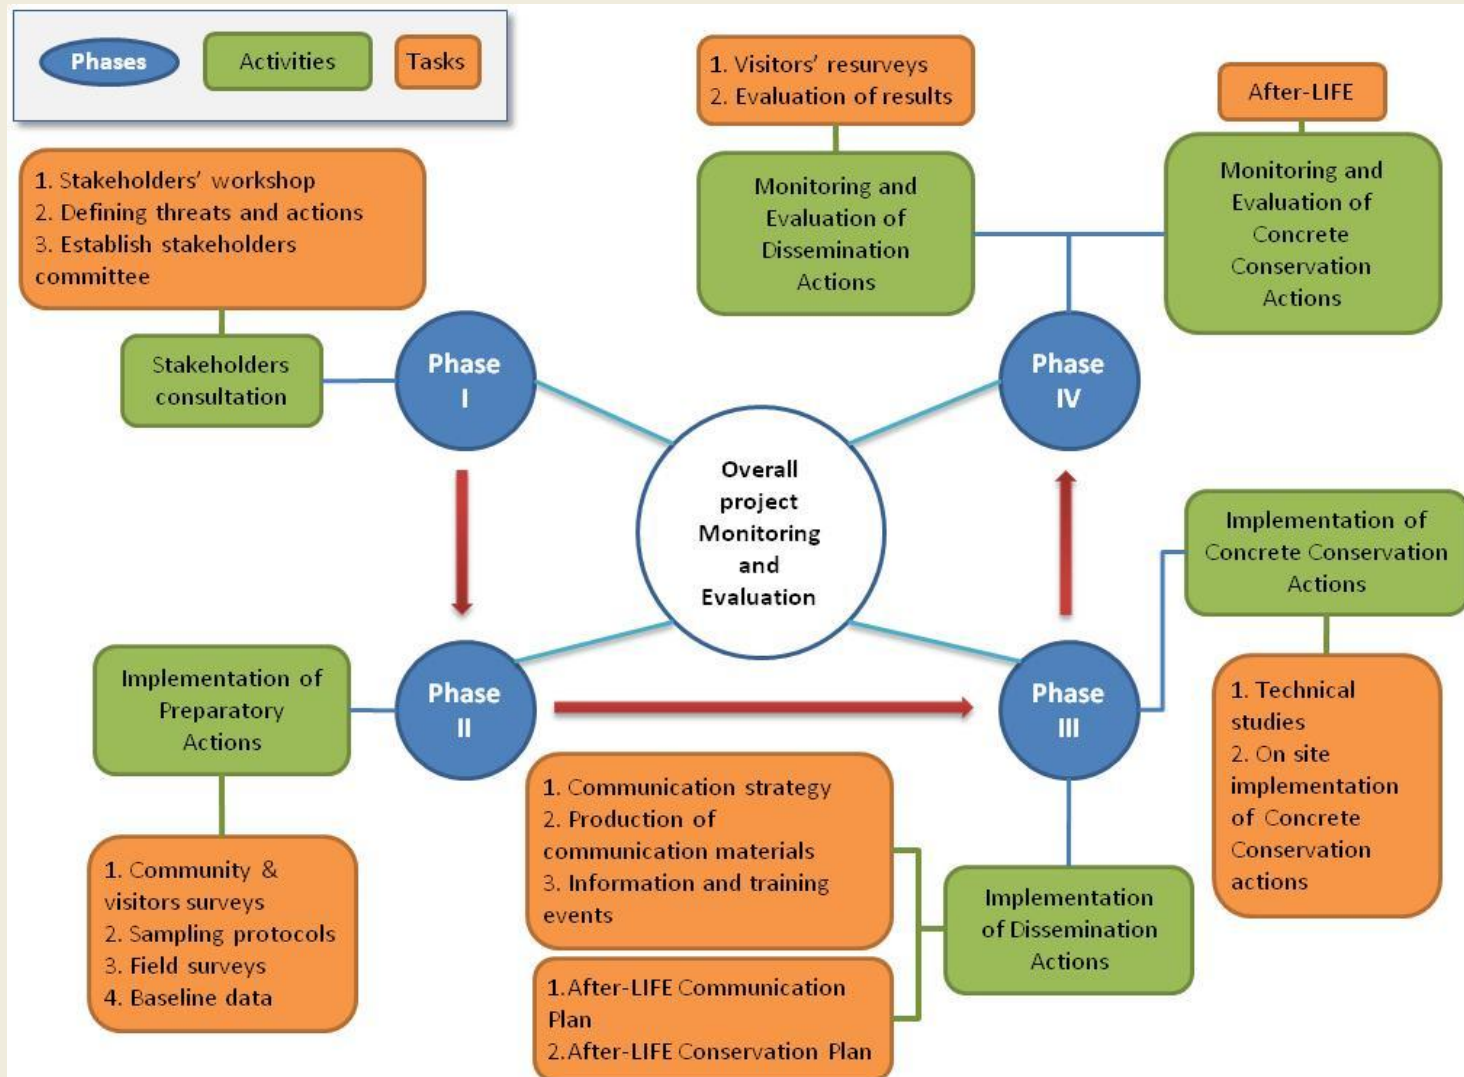 Phases
Activities
Tasks
1. Visitors’ resurveys
2. Evaluation of results
After-LIFE
1. Stakeholders’ workshop
2. Defining threats and actions
3. Establish stakeholders
committee
Monitoring and
Evaluation of
Dissemination
Actions
Monitoring and
Evaluation of
Concrete
Conservation
Actions
Stakeholders
consultation
Phase
I
Phase
IV
Overall
project
Monitoring
and
Evaluation
Implementation of
Concrete Conservation
Actions
Implementation of
Preparatory
Actions
Phase
II
Phase
III
1. Technical
studies
2. On site
implementation
of Concrete
Conservation
actions
1. Communication strategy
2. Production of
communication materials
3. Information and training
events
1. Community &
visitors surveys
2. Sampling protocols
3. Field surveys
4. Baseline data
Implementation
of Dissemination
Actions
1.After-LIFE Communication
Plan
2.After-LIFE Conservation Plan